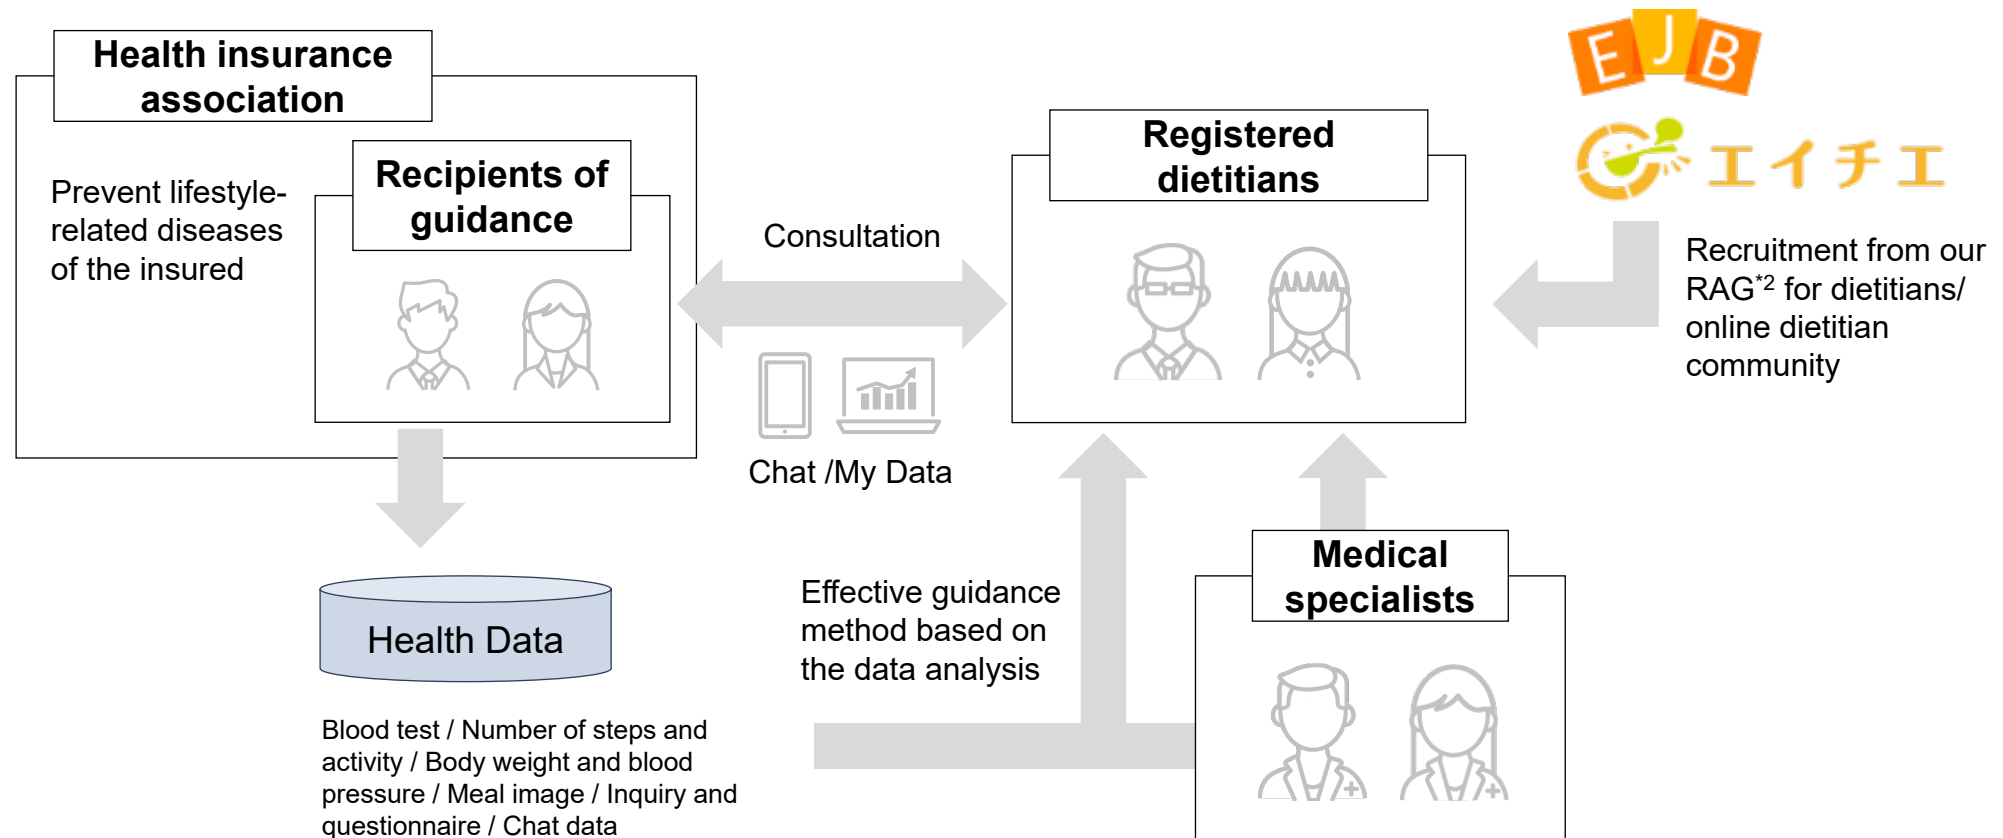 Health insurance
association
Prevent lifestyle-
related diseases
of the insured
Recipients of
guidance
Consultation
Chat /My Data
Registered
dietitians
EJB
エイチエ
Recruitment from our
RAG*2 for dietitians/
online dietitian
community
Health Data
Blood test / Number of steps and
activity / Body weight and blood
pressure / Meal image / Inquiry and
questionnaire / Chat data
Effective guidance
method based on
the data analysis
Medical
specialists